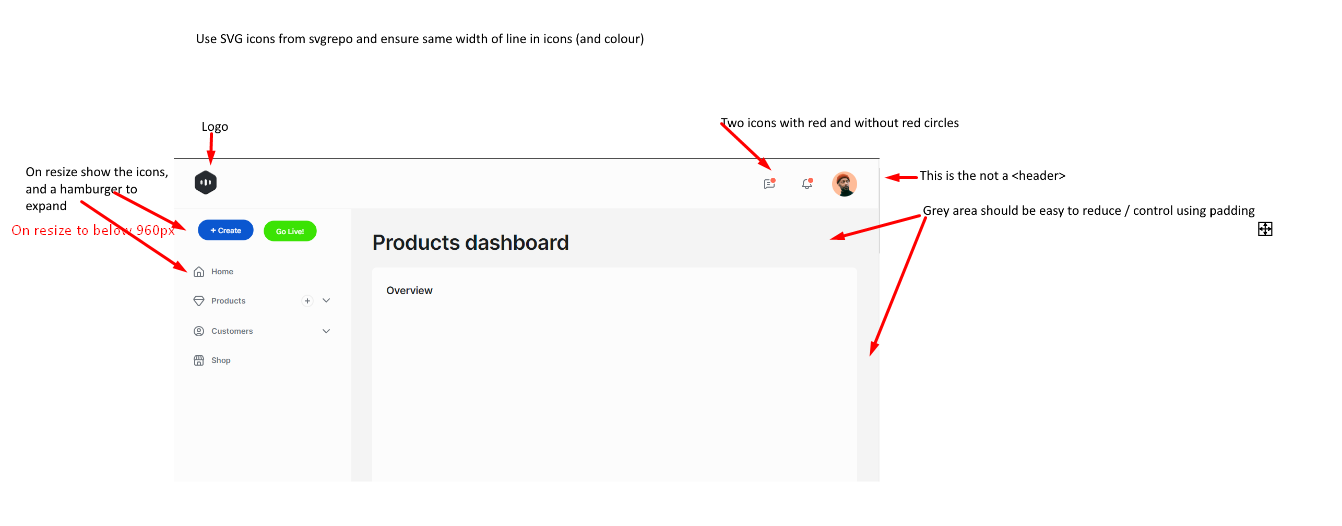 Use SVG icons from svgrepo and ensure same width of line in icons (and colour)
Two icons with red and without red circles
Logo
On resize show the icons,
and a hamburger to
expand
This is the not a <header>
Grey area should be easy to reduce / control using padding
On resize to below 960px
+ Create
Go Live!
Products dashboard
Home
Overview
Products
+
Customers
Shop